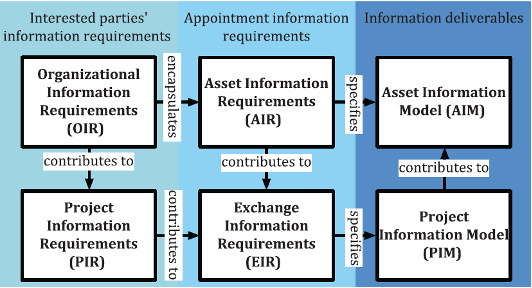 Interested parties'
information requirements
Appointment information
requirements
Information deliverables
Organizational
Information
Requirements
(OIR)
encapsulates
Asset Information
Requirements
(AIR)
specifies
Asset Information
Model (AIM)
contributes to
contributes to
contributes to
Project
Information
Requirements
(PIR)
contributes to
Exchange
Information
Requirements
(EIR)
specifies
Project
Information Model
(PIM)